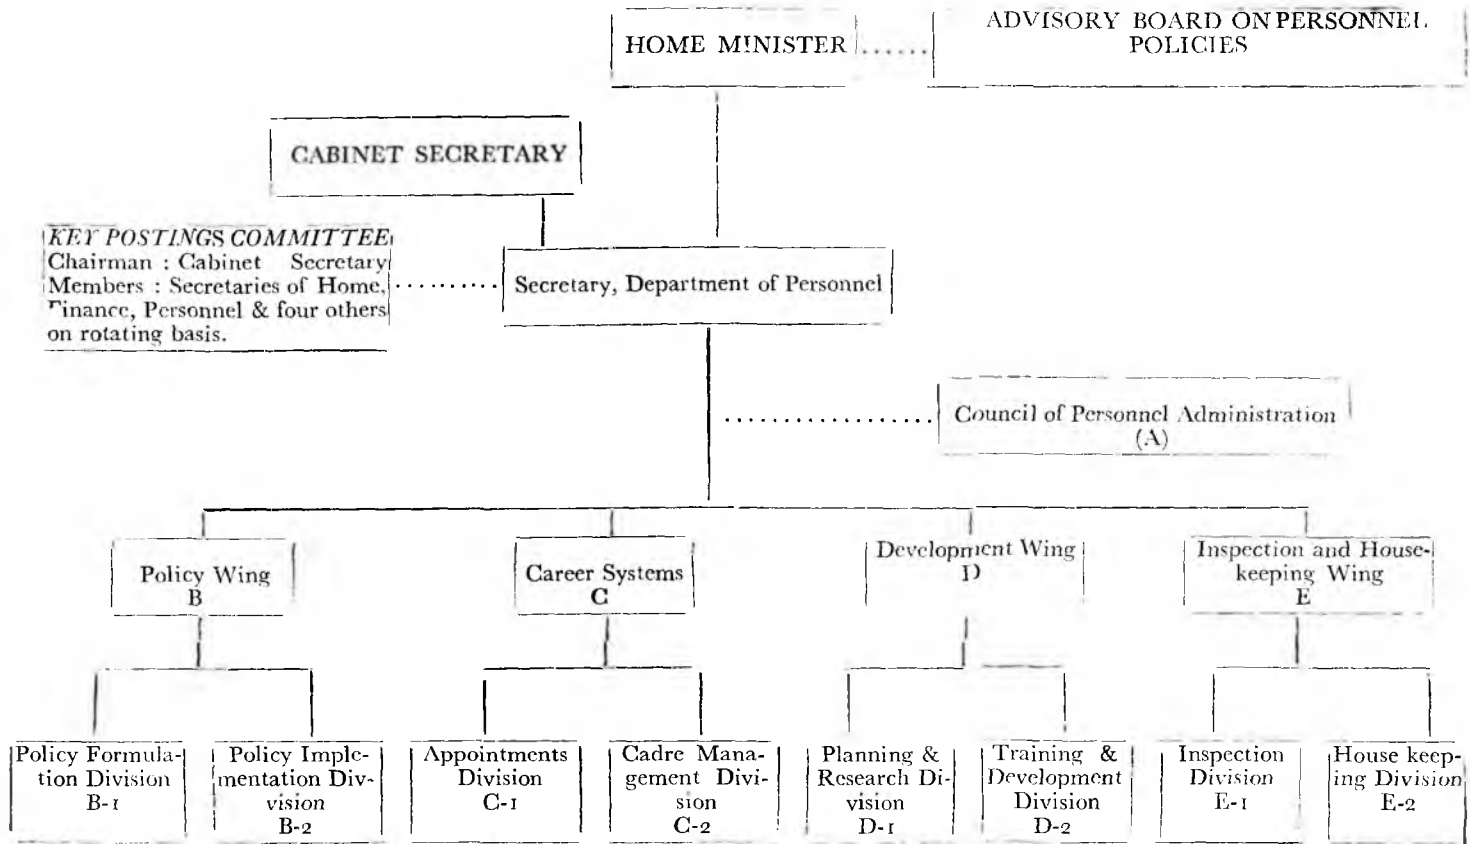 HOME MINISTER
ADVISORY BOARD ON PERSONNEL
POLICIES
CABINET SECRETARY
KEY POSTINGS COMMITTEE
Chairman : Cabinet Secretary
Members : Secretaries of Home,
Finance, Personnel & four others
on rotating basis.
Secretary, Department of Personnel
Council of Personnel Administration
(A)
Policy Wing
B
Career Systems
C
Development Wing
D
Inspection and House-
keeping Wing
E
Policy Formula-
tion Division
B-1
Policy Imple-
mentation Div-
vision
B-2
Appointments
Division
C-1
Cadre Mana-
gement Divi-
sion
C-2
Planning &
Research Di-
vision
D-1
Training &
Development
Division
D-2
Inspection
Division
E-1
House keep-
ing Division
E-2